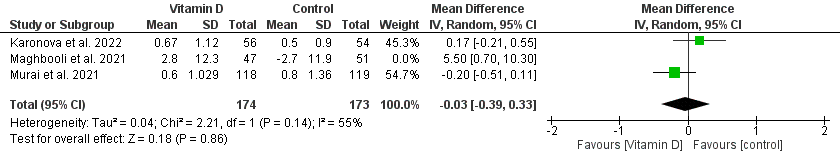 Vitamin D Control Mean Difference Mean Difference
Study or Subgroup Mean SD Total Mean SD Total Weight IV, Random, 95% CI IV, Random, 95% CI
Karonova et al. 2022 0.67 1.12 56 0.5 0.9 54 45.3% 0.17 [-0.21, 0.55]
Maghbooli et al. 2021 2.8 12.3 47 -2.7 11.9 51 0.0% 5.50 [0.70, 10.30]
Murai et al. 2021 0.6 1.029 118 0.8 1.36 119 54.7% -0.20 [-0.51, 0.11]
Total (95% CI) 174 173 100.0% -0.03 [-0.39, 0.33]
Heterogeneity: Tau² = 0.04; Chi² = 2.21, df = 1 (P = 0.14); I² = 55%
Test for overall effect: Z = 0.18 (P = 0.86)
-2 -1 0 1 2
Favours [Vitamin D] Favours [control]